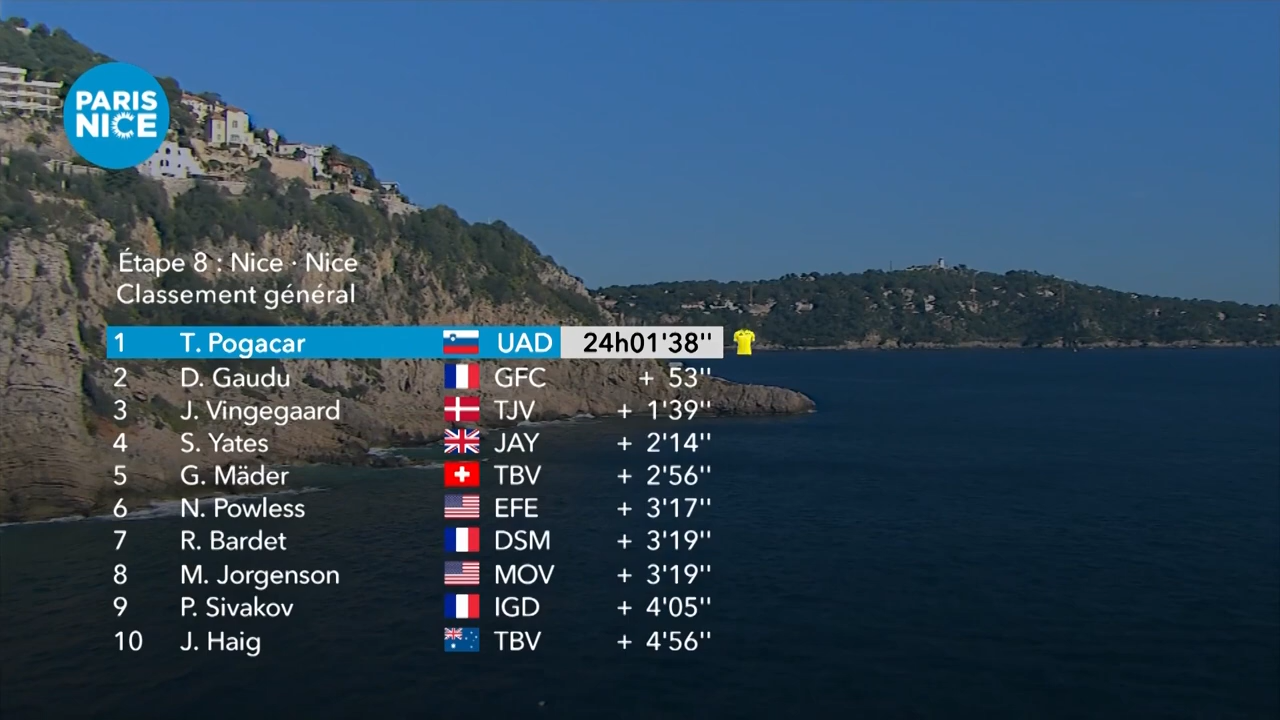 PARIS
NICE
Étape 8 : Nice · Nice
Classement général
1 T. Pogacar UAD 24h01'38''
2 D. Gaudu GFC + 53''
3 J. Vingegaard TJV + 1'39''
4 S. Yates JAY + 2'14''
5 G. Mäder TBV + 2'56''
6 N. Powless EFE + 3'17''
7 R. Bardet DSM + 3'19''
8 M. Jorgenson MOV + 3'19''
9 P. Sivakov IGD + 4'05''
10 J. Haig TBV + 4'56''